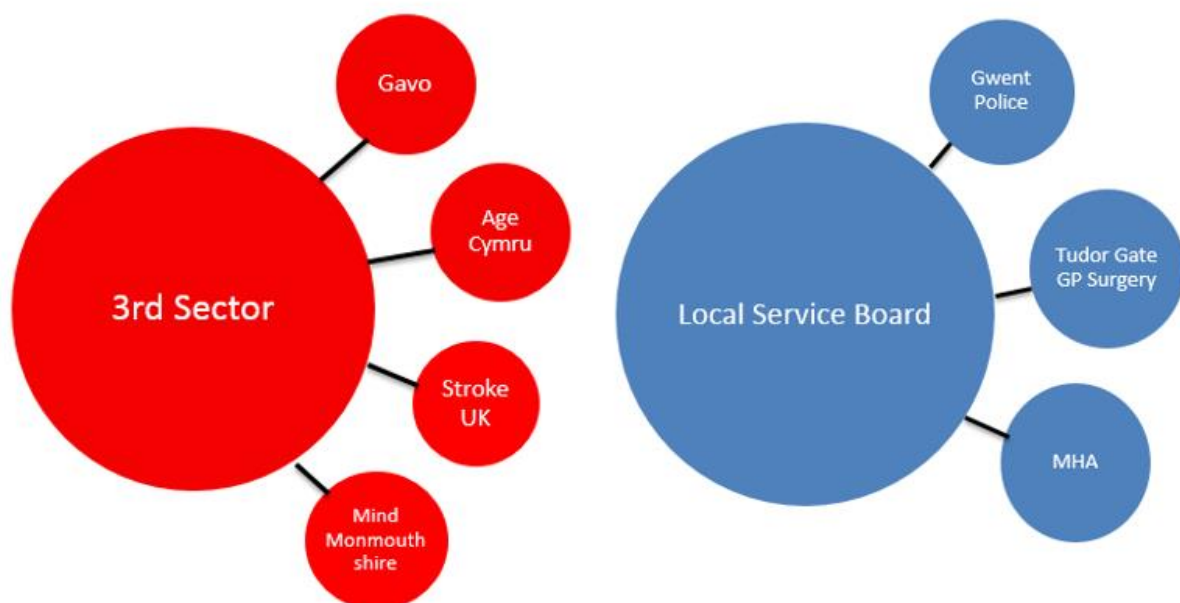 Gavo
Age
Cymru
3rd Sector
Stroke
UK
Mind
Monmouth
shire
Gwent
Police
Tudor Gate
GP Surgery
Local Service Board
MHA